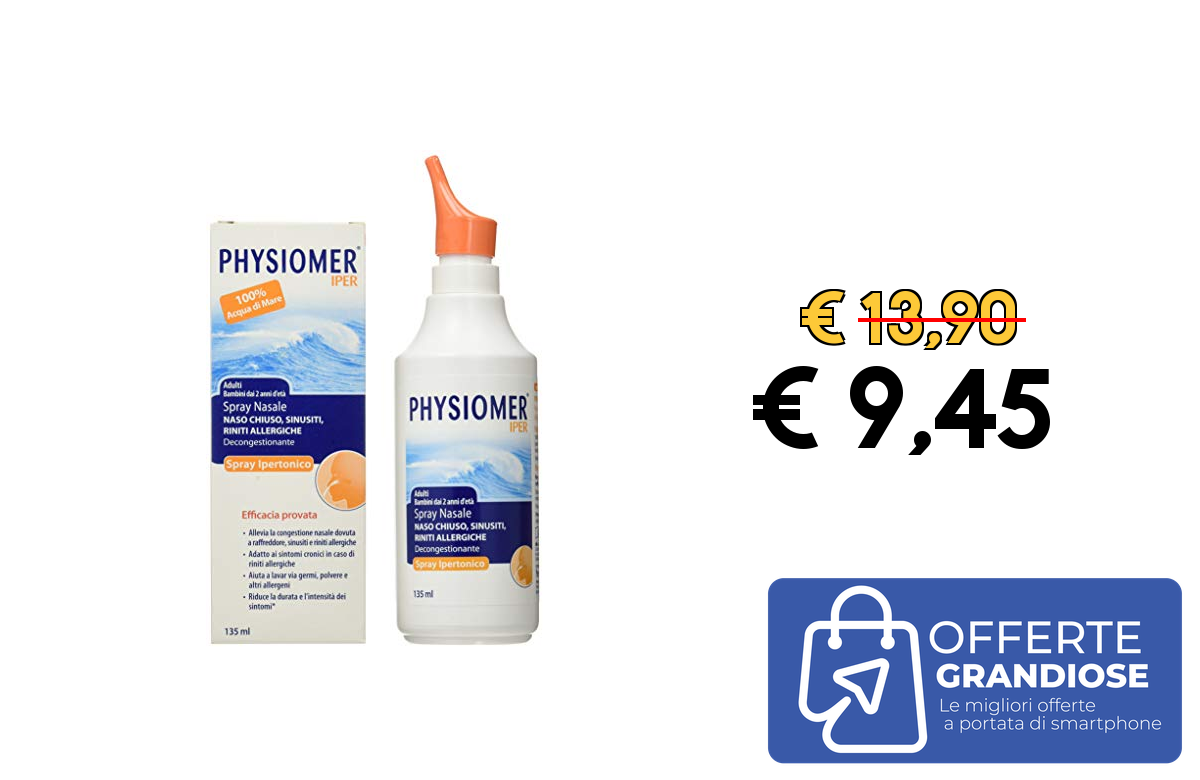 PHYSIOMER®
IPER
100%
Acqua di Mare
Adulti
Bambini dai 2 anni d'età
Spray Nasale
NASO CHIUSO, SINUSITI,
RINITI ALLERGICHE
Decongestionante
Spray Ipertonico
Efficacia provata
• Allevia la congestione nasale dovuta
a raffreddore, sinusiti e riniti allergiche
• Adatto ai sintomi cronici in caso di
riniti allergiche
• Aiuta a lavar via germi, polvere e
altri allergeni
• Riduce la durata e l'intensità dei
sintomi*
135 ml
PHYSIOMER®
IPER
Adulti
Bambini dai 2 anni d'età
Spray Nasale
NASO CHIUSO, SINUSITI,
RINITI ALLERGICHE
Decongestionante
Spray Ipertonico
135 ml
€ 13,90
€ 9,45
OFFERTE
GRANDIOSE
Le migliori offerte
a portata di smartphone